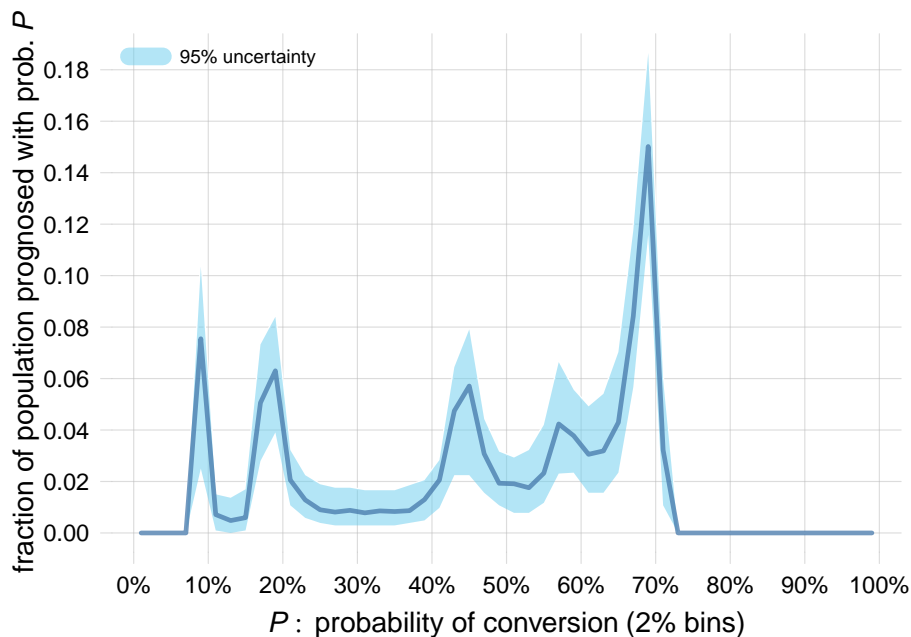 fraction of population prognosed with prob. P
95% uncertainty
0.18
0.16
0.14
0.12
0.10
0.08
0.06
0.04
0.02
0.00
0% 10% 20% 30% 40% 50% 60% 70% 80% 90% 100%
P : probability of conversion (2% bins)